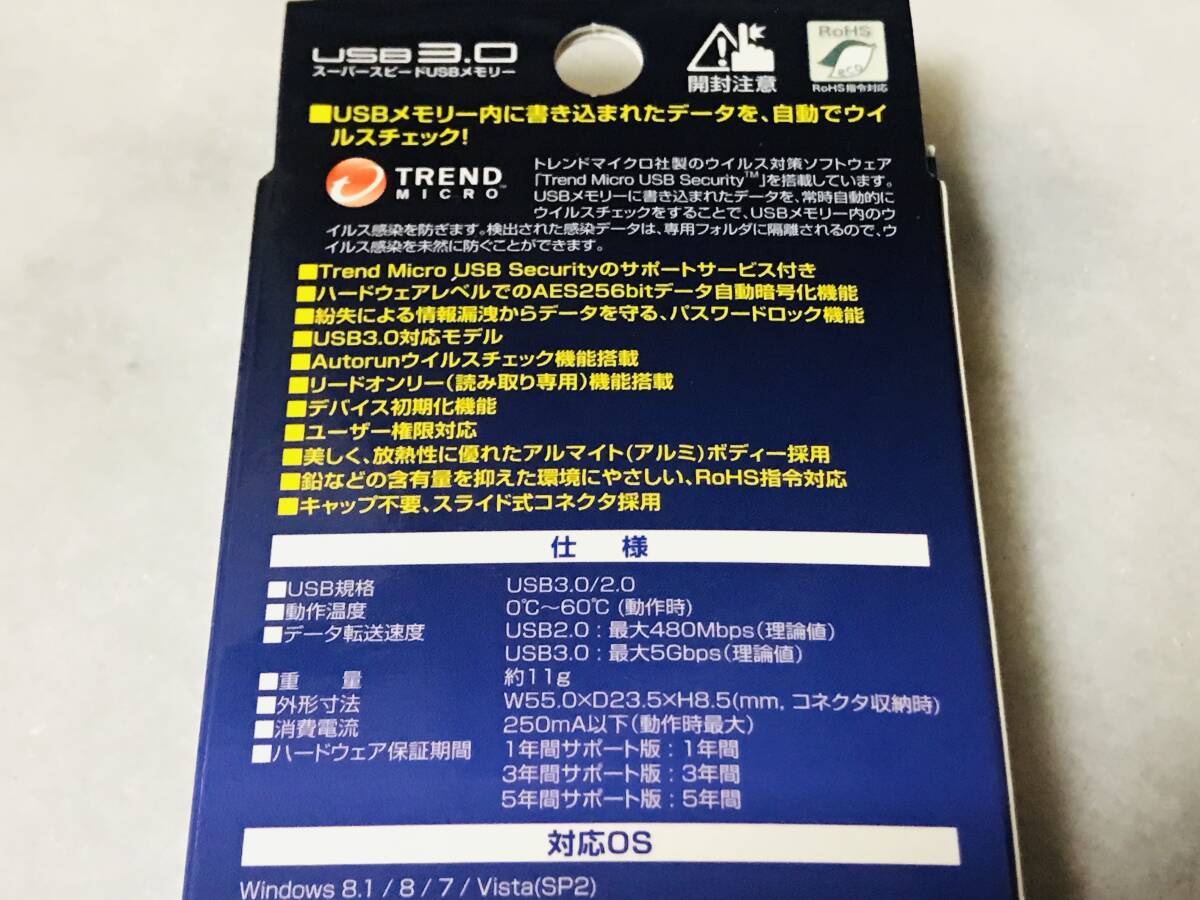 USB 3.0
スーパースピードUSBメモリー
開封注意
RoHS
eco
RoHS指令対応
■USBメモリー内に書き込まれたデータを、自動でウイ
ルスチェック!
TREND
MICRO™
トレンドマイクロ社製のウイルス対策ソフトウェア
「Trend Micro USB Security™」を搭載しています。
USBメモリーに書き込まれたデータを、常時自動的に
ウイルスチェックをすることで、USBメモリー内のウ
イルス感染を防ぎます。検出された感染データは、専用フォルダに隔離されるので、ウ
イルス感染を未然に防ぐことができます。
■Trend Micro USB Securityのサポートサービス付き
■ハードウェアレベルでのAES256bitデータ自動暗号化機能
■紛失による情報漏洩からデータを守る、パスワードロック機能
■USB3.0対応モデル
■Autorunウイルスチェック機能搭載
■リードオンリー(読み取り専用)機能搭載
■デバイス初期化機能
■ユーザー権限対応
■美しく、放熱性に優れたアルマイト(アルミ)ボディー採用
■鉛などの含有量を抑えた環境にやさしい、RoHS指令対応
■キャップ不要、スライド式コネクタ採用
仕 様
■USB規格 USB3.0/2.0
■動作温度 0℃～60℃ (動作時)
■データ転送速度 USB2.0 : 最大480Mbps(理論値)
USB3.0 : 最大5Gbps(理論値)
■重 量 約11g
■外形寸法 W55.0×D23.5×H8.5(mm, コネクタ収納時)
■消費電流 250mA以下(動作時最大)
■ハードウェア保証期間 1年間サポート版 : 1年間
3年間サポート版 : 3年間
5年間サポート版 : 5年間
対応OS
Windows 8.1 / 8 / 7 / Vista(SP2)